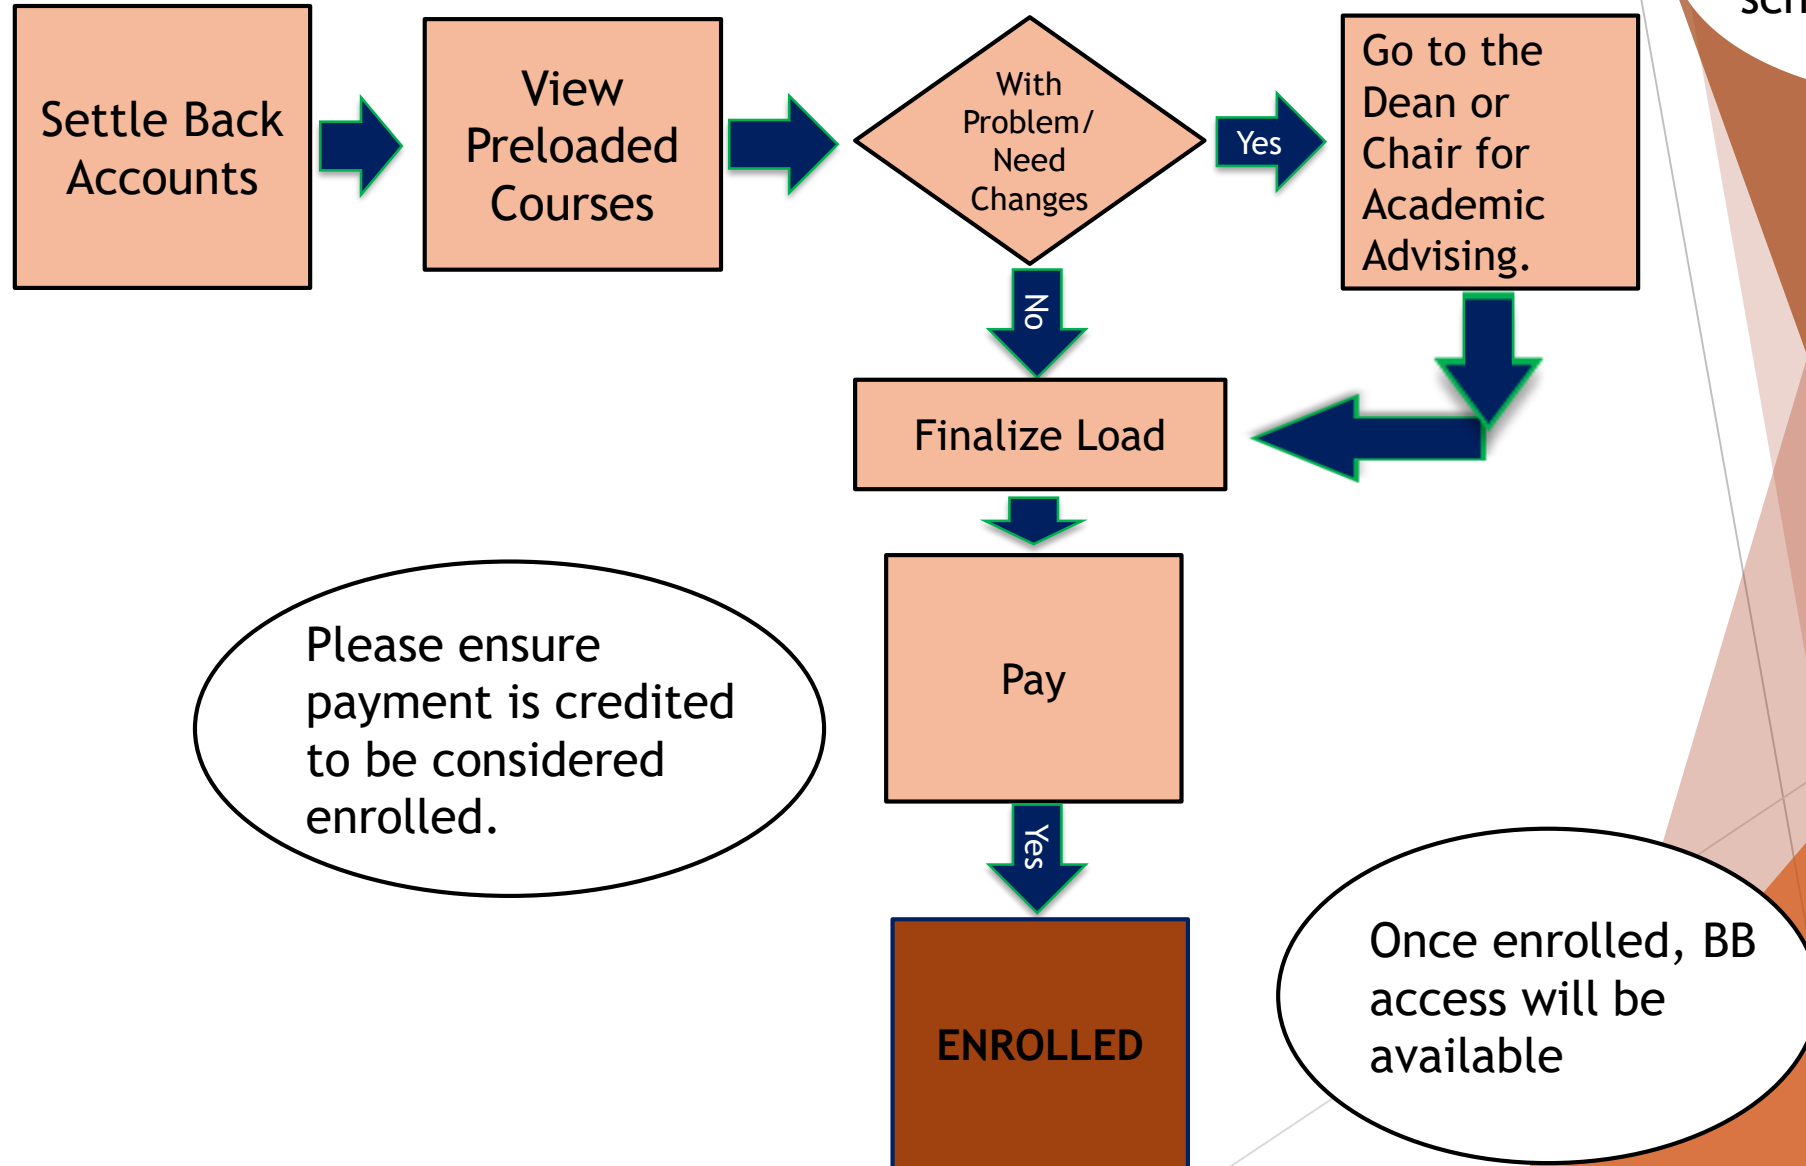 Settle Back
Accounts
View
Preloaded
Courses
With
Problem/
Need
Changes
Yes
Go to the
Dean or
Chair for
Academic
Advising.
No
Finalize Load
Pay
Please ensure
payment is credited
to be considered
enrolled.
Yes
ENROLLED
Once enrolled, BB
access will be
available